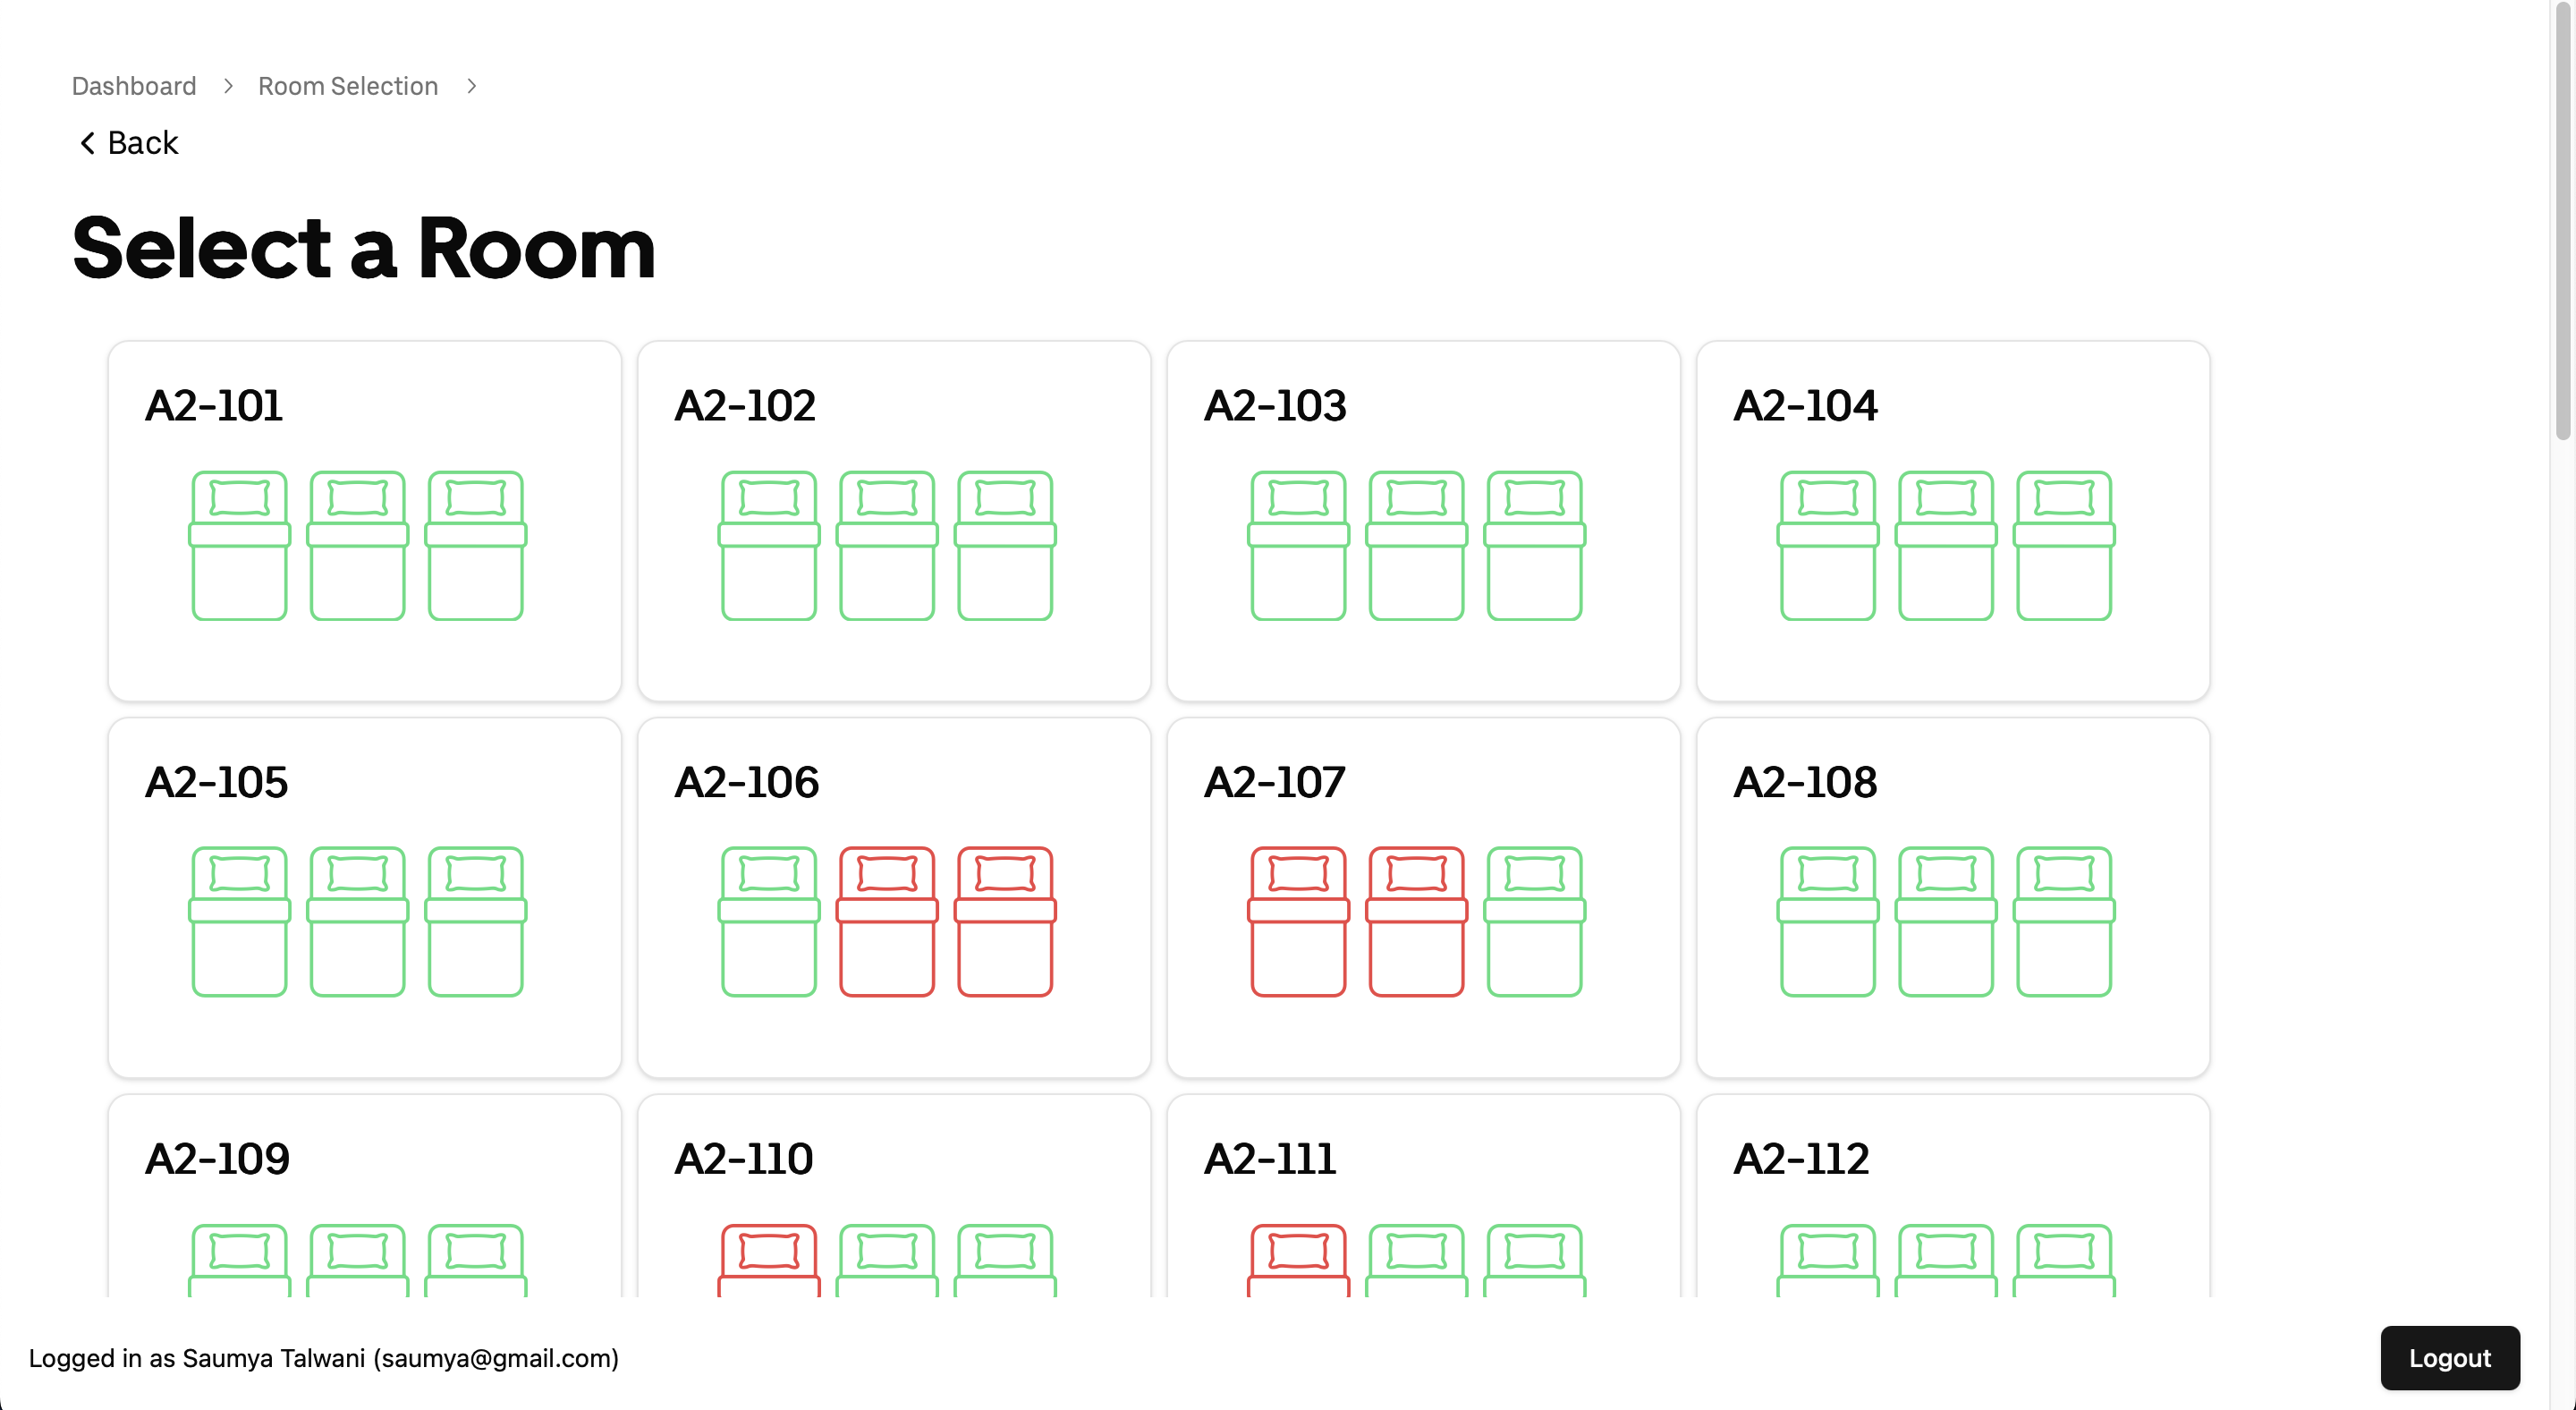 Dashboard > Room Selection >
< Back
Select a Room
A2-101 A2-102 A2-103 A2-104
A2-105 A2-106 A2-107 A2-108
A2-109 A2-110 A2-111 A2-112
Logged in as Saumya Talwani (saumya@gmail.com) Logout